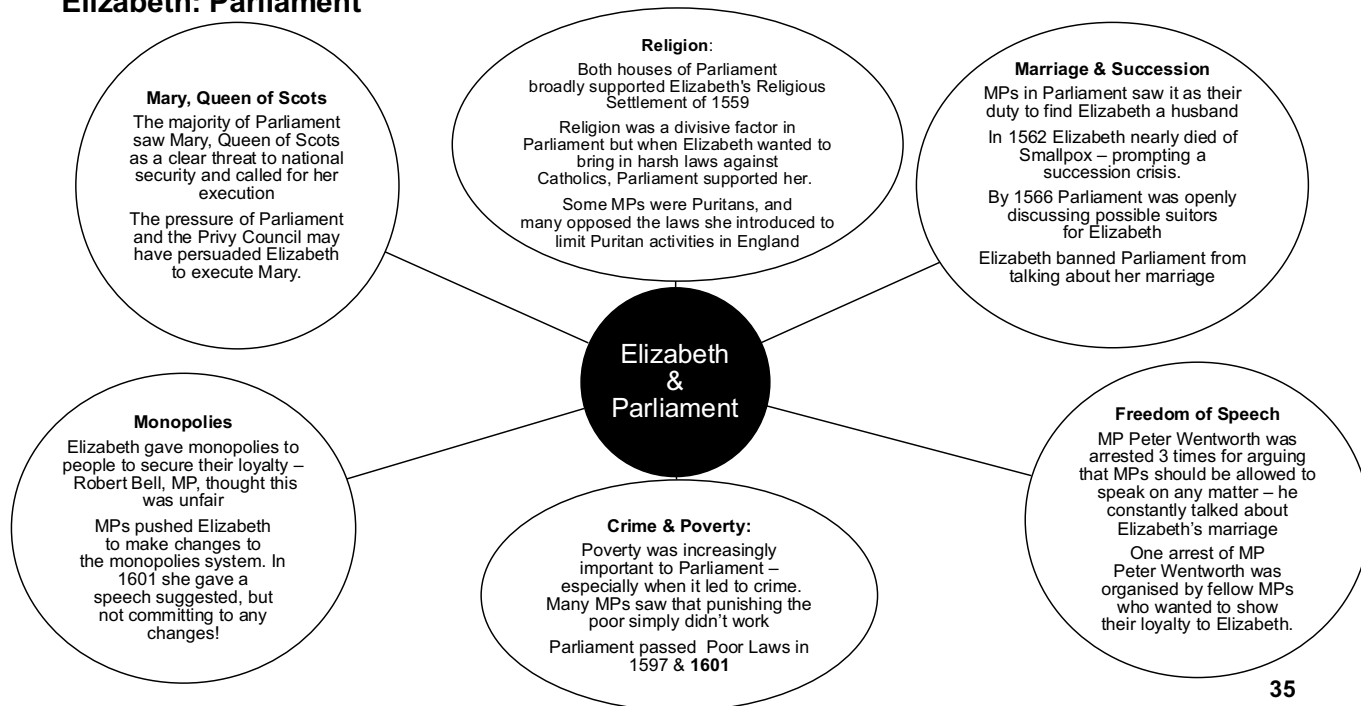 Elizabeth: Parliament
Mary, Queen of Scots
The majority of Parliament
saw Mary, Queen of Scots
as a clear threat to national
security and called for her
execution
The pressure of Parliament
and the Privy Council may
have persuaded Elizabeth
to execute Mary.
Religion:
Both houses of Parliament
broadly supported Elizabeth's Religious
Settlement of 1559
Religion was a divisive factor in
Parliament but when Elizabeth wanted to
bring in harsh laws against
Catholics, Parliament supported her.
Some MPs were Puritans, and
many opposed the laws she introduced to
limit Puritan activities in England
Marriage & Succession
MPs in Parliament saw it as their
duty to find Elizabeth a husband
In 1562 Elizabeth nearly died of
Smallpox – prompting a
succession crisis.
By 1566 Parliament was openly
discussing possible suitors
for Elizabeth
Elizabeth banned Parliament from
talking about her marriage
Elizabeth
&
Parliament
Monopolies
Elizabeth gave monopolies to
people to secure their loyalty –
Robert Bell, MP, thought this
was unfair
MPs pushed Elizabeth
to make changes to
the monopolies system. In
1601 she gave a
speech suggested, but
not committing to any
changes!
Crime & Poverty:
Poverty was increasingly
important to Parliament –
especially when it led to crime.
Many MPs saw that punishing the
poor simply didn't work
Parliament passed Poor Laws in
1597 & 1601
Freedom of Speech
MP Peter Wentworth was
arrested 3 times for arguing
that MPs should be allowed to
speak on any matter – he
constantly talked about
Elizabeth's marriage
One arrest of MP
Peter Wentworth was
organised by fellow MPs
who wanted to show
their loyalty to Elizabeth.
35